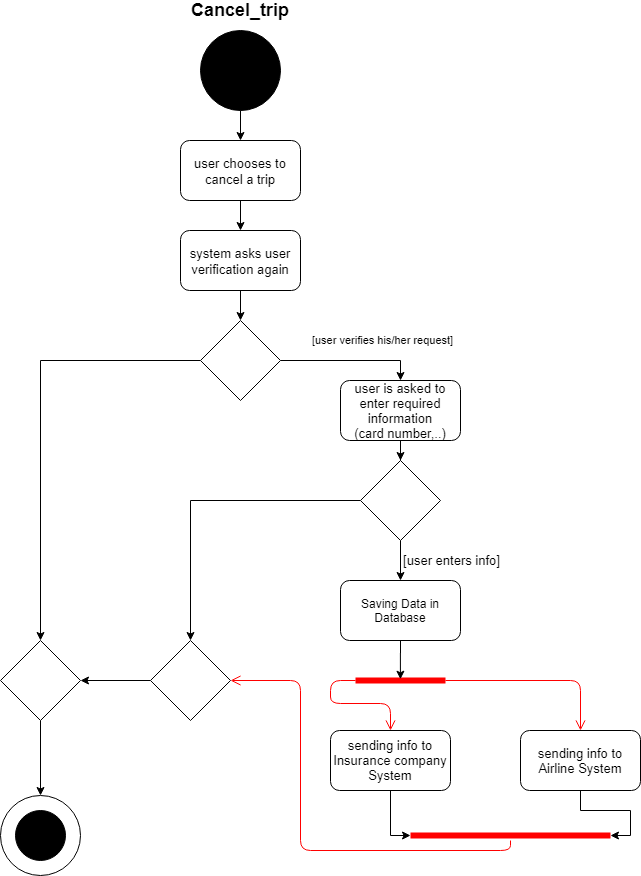 Cancel_trip
user chooses to
cancel a trip
system asks user
verification again
[user verifies his/her request]
user is asked to
enter required
information
(card number,..)
[user enters info]
Saving Data in
Database
sending info to
Insurance company
System
sending info to
Airline System